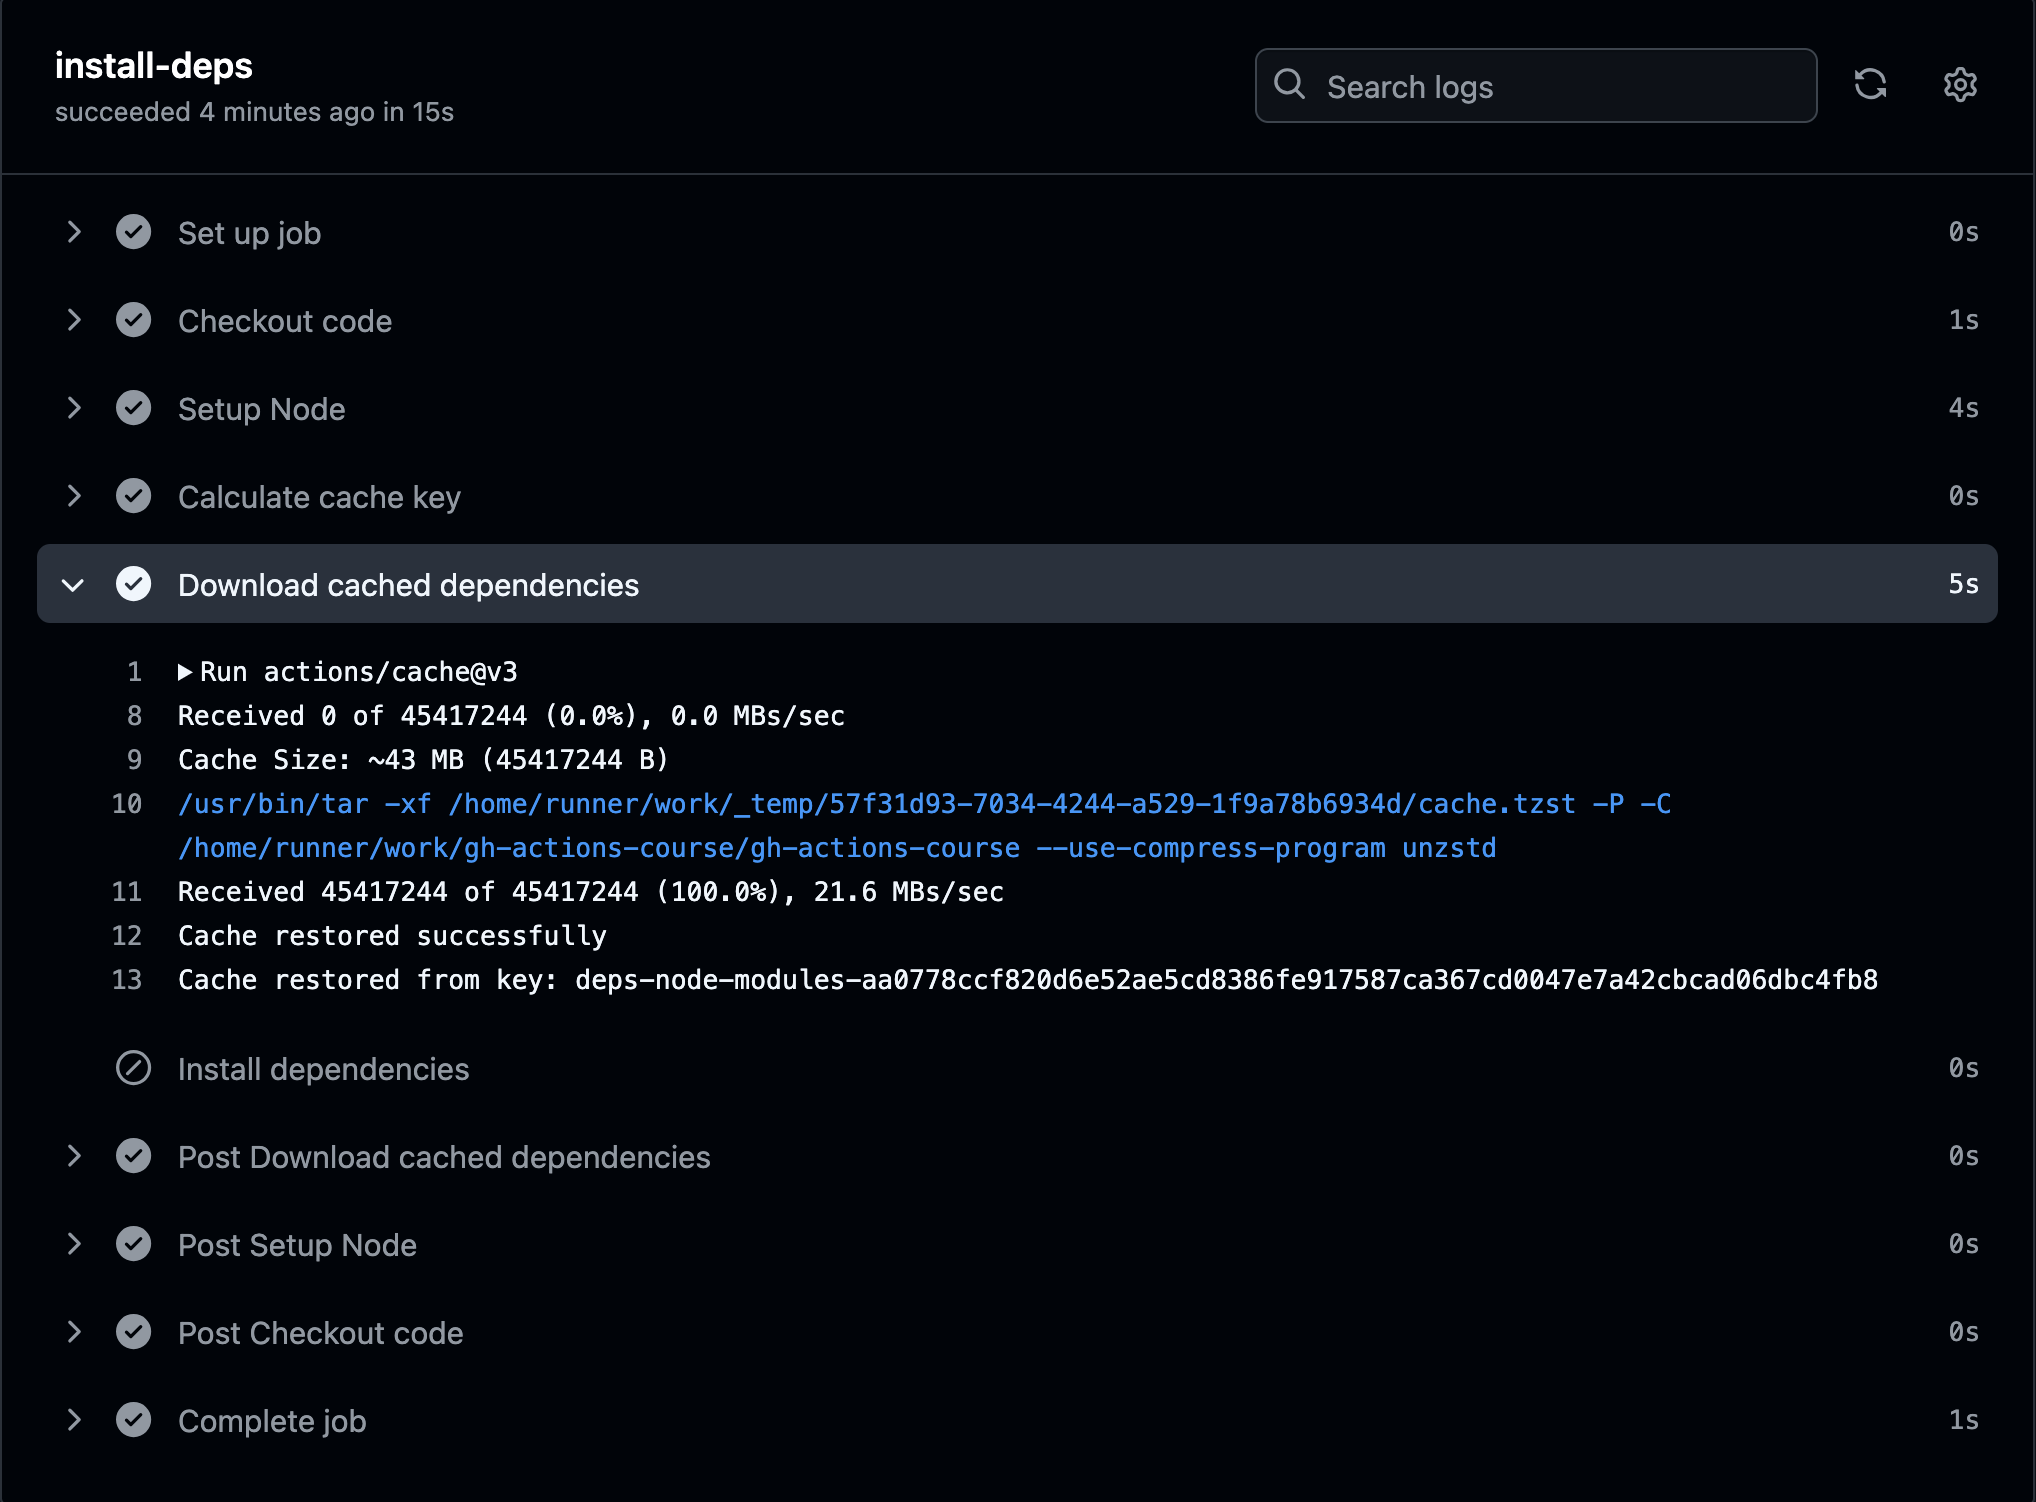 install-deps
succeeded 4 minutes ago in 15s
Search logs
Set up job 0s
Checkout code 1s
Setup Node 4s
Calculate cache key 0s
Download cached dependencies 5s
1 Run actions/cache@v3
8 Received 0 of 45417244 (0.0%), 0.0 MBs/sec
9 Cache Size: ~43 MB (45417244 B)
10 /usr/bin/tar -xf /home/runner/work/_temp/57f31d93-7034-4244-a529-1f9a78b6934d/cache.tzst -P -C
/home/runner/work/gh-actions-course/gh-actions-course --use-compress-program unzstd
11 Received 45417244 of 45417244 (100.0%), 21.6 MBs/sec
12 Cache restored successfully
13 Cache restored from key: deps-node-modules-aa0778ccf820d6e52ae5cd8386fe917587ca367cd0047e7a42cbcad06dbc4fb8
Install dependencies 0s
Post Download cached dependencies 0s
Post Setup Node 0s
Post Checkout code 0s
Complete job 1s